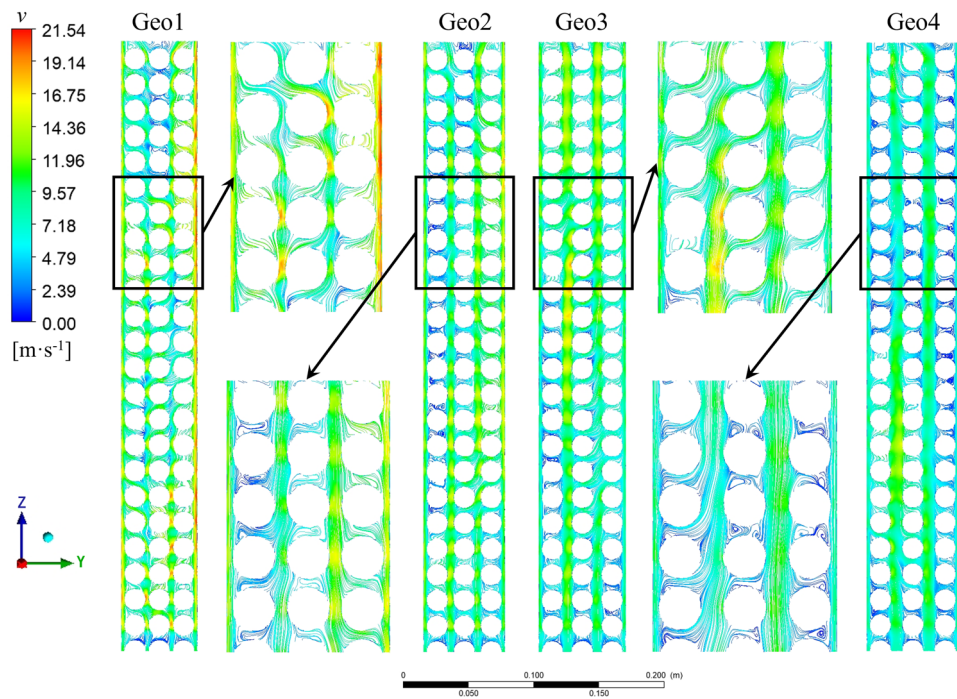 v
Geo1
Geo2
Geo3
Geo4
21.54
19.14
16.75
14.36
11.96
9.57
7.18
4.79
2.39
0.00
[m·s⁻¹]
Z
Y
0
0.100
0.200 (m)
0.050
0.150